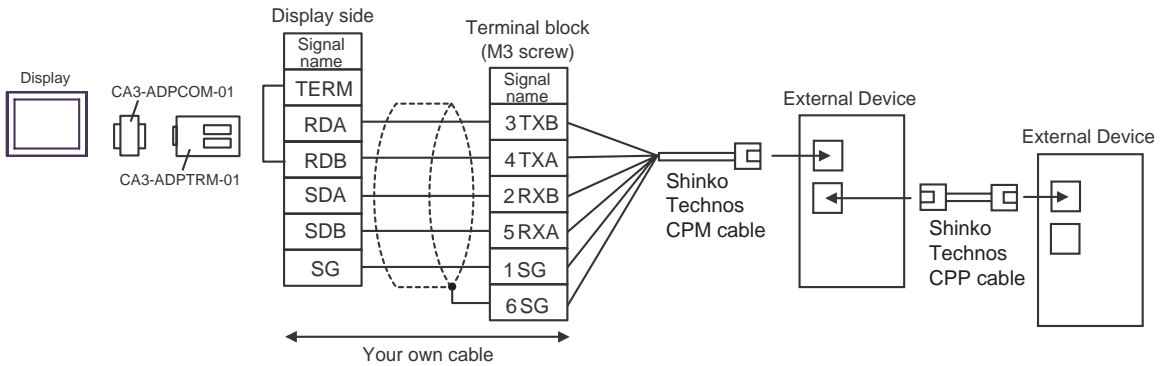 Display
CA3-ADPCOM-01
CA3-ADPTRM-01
Display side
Signal
name
TERM
RDA
RDB
SDA
SDB
SG
Terminal block
(M3 screw)
Signal
name
3 TXB
4 TXA
2 RXB
5 RXA
1 SG
6 SG
Your own cable
Shinko
Technos
CPM cable
External Device
Shinko
Technos
CPP cable
External Device